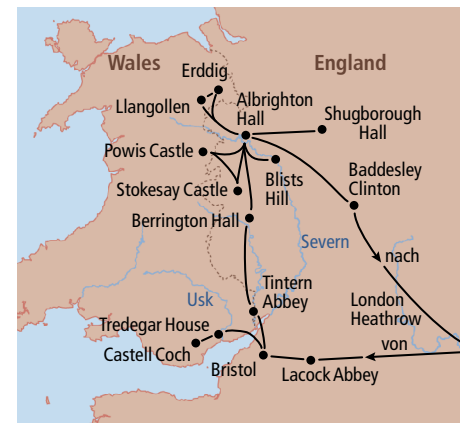 Wales
England
Erddig
Llangollen
Albrighton
Hall
Shugborough
Hall
Powis Castle
Stokesay Castle
Blists
Hill
Baddesley
Clinton
Berrington Hall
Severn
nach
Tintern
Abbey
London
Heathrow
Usk
Tredegar House
Castell Coch
von
Bristol
Lacock Abbey